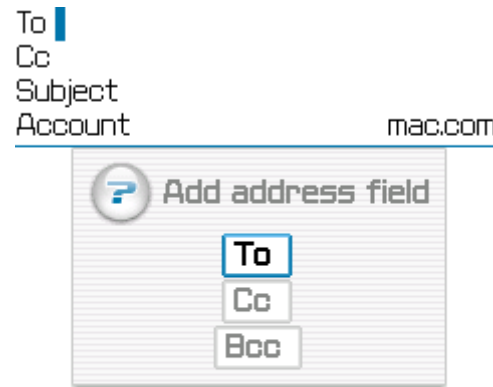 To
Cc
Subject
Account mac.com
? Add address field
To
Cc
Bcc